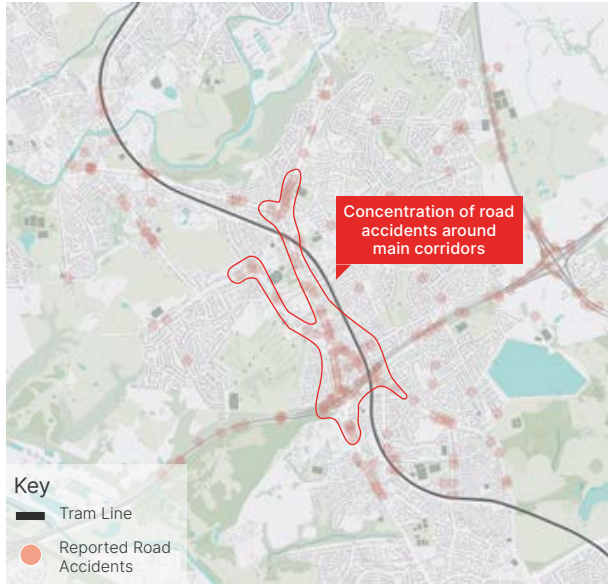 Concentration of road
accidents around
main corridors
Key
Tram Line
Reported Road
Accidents